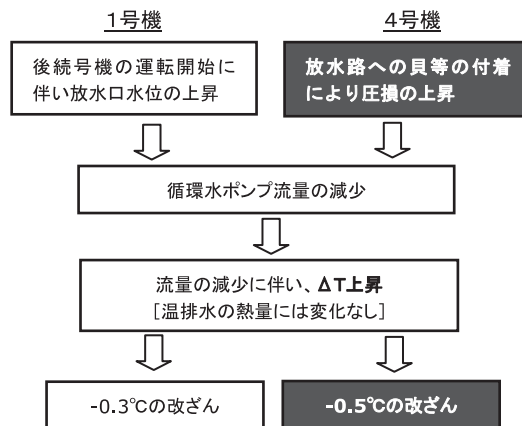 1号機
4号機
後続号機の運転開始に
伴い放水口水位の上昇
放水路への貝等の付着
により圧損の上昇
循環水ポンプ流量の減少
流量の減少に伴い、ΔT上昇
[温排水の熱量には変化なし]
-0.3℃の改ざん
-0.5℃の改ざん